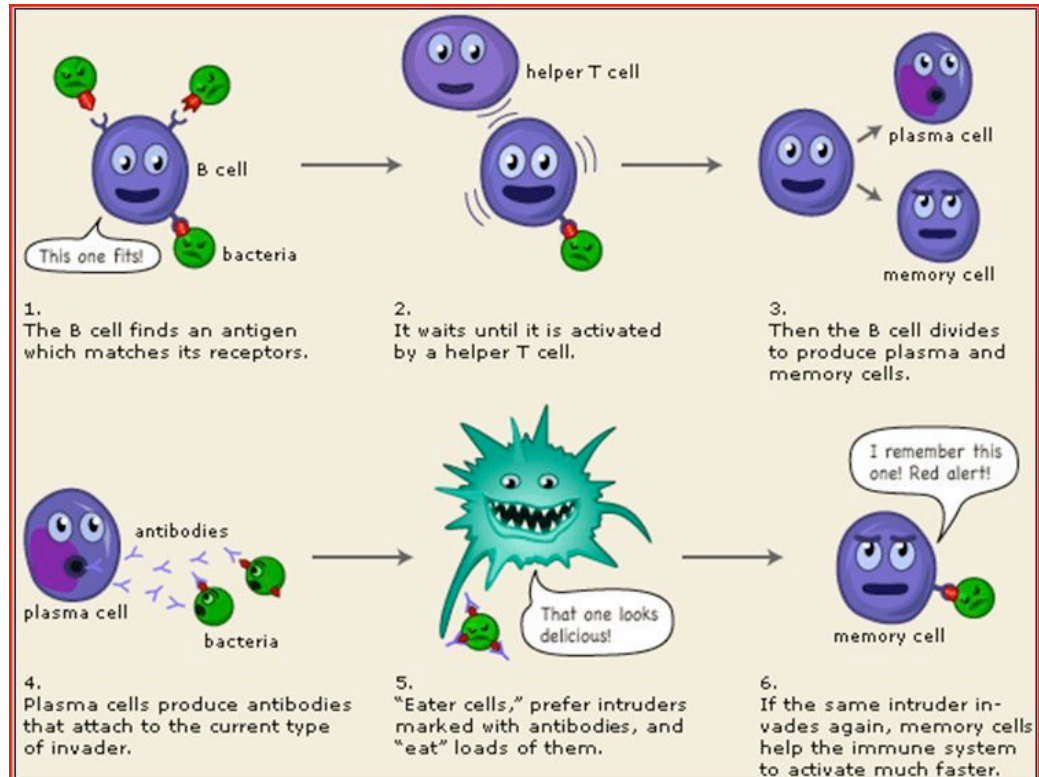 helper T cell
B cell
This one fits!
bacteria
plasma cell
memory cell
1.
The B cell finds an antigen
which matches its receptors.
2.
It waits until it is activated
by a helper T cell.
3.
Then the B cell divides
to produce plasma and
memory cells.
antibodies
plasma cell
bacteria
That one looks
delicious!
I remember this
one! Red alert!
memory cell
4.
Plasma cells produce antibodies
that attach to the current type
of invader.
5.
“Eater cells,” prefer intruders
marked with antibodies, and
“eat” loads of them.
6.
If the same intruder in-
vades again, memory cells
help the immune system
to activate much faster.